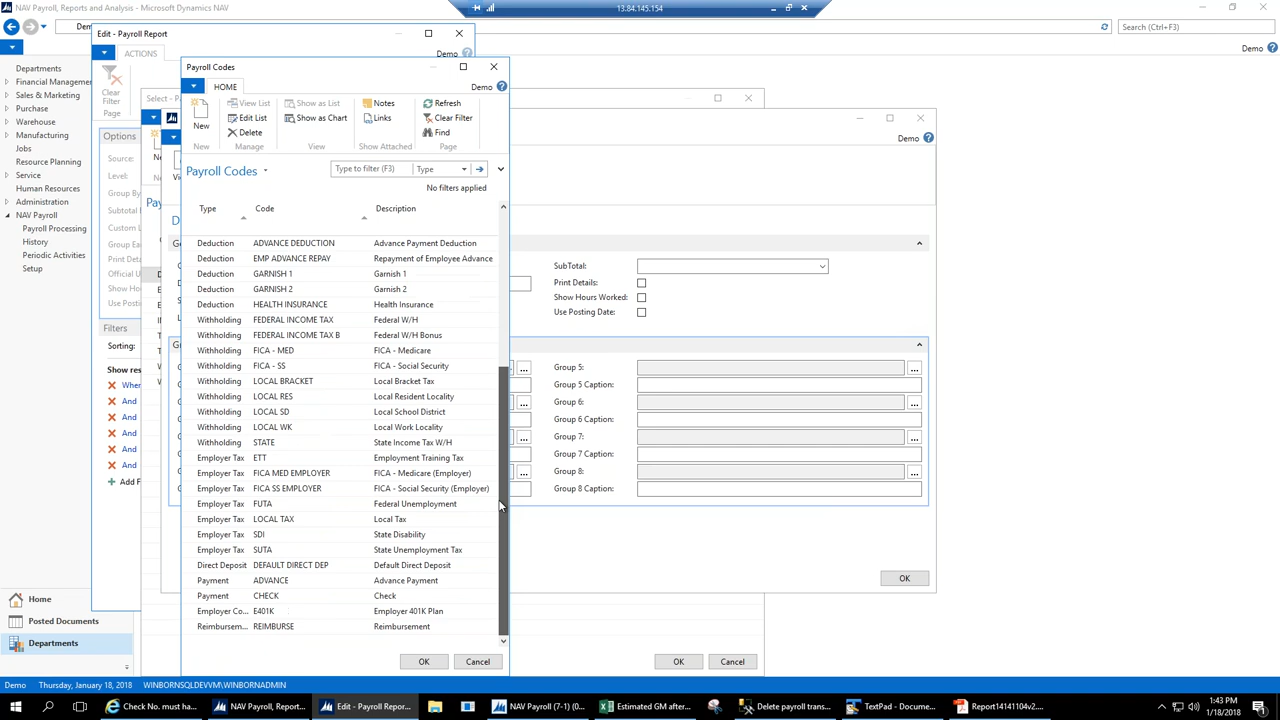 NAV Payroll, Reports and Analysis - Microsoft Dynamics NAV
13.84.145.154
Edit - Payroll Report
Search (Ctrl+F3)
ACTIONS
Demo
Demo
Clear
Filter
Page
Payroll Codes
HOME
Demo
New
New
View List
Edit List
Delete
Manage
Show as List
Show as Chart
View
Notes
Links
Show Attached
Refresh
Clear Filter
Find
Page
Payroll Codes
Type to filter (F3)
Type
No filters applied
Type Code Description
Deduction ADVANCE DEDUCTION Advance Payment Deduction
Deduction EMP ADVANCE REPAY Repayment of Employee Advance
Deduction GARNISH 1 Garnish 1
Deduction GARNISH 2 Garnish 2
Deduction HEALTH INSURANCE Health Insurance
Withholding FEDERAL INCOME TAX Federal W/H
Withholding FEDERAL INCOME TAX B Federal W/H Bonus
Withholding FICA - MED FICA - Medicare
Withholding FICA - SS FICA - Social Security
Withholding LOCAL BRACKET Local Bracket Tax
Withholding LOCAL RES Local Resident Locality
Withholding LOCAL SD Local School District
Withholding LOCAL WK Local Work Locality
Withholding STATE State Income Tax W/H
Employer Tax ETT Employment Training Tax
Employer Tax FICA MED EMPLOYER FICA - Medicare (Employer)
Employer Tax FICA SS EMPLOYER FICA - Social Security (Employer)
Employer Tax FUTA Federal Unemployment
Employer Tax LOCAL TAX Local Tax
Employer Tax SDI State Disability
Employer Tax SUTA State Unemployment Tax
Direct Deposit DEFAULT DIRECT DEP Default Direct Deposit
Payment ADVANCE Advance Payment
Payment CHECK Check
Employer Co... E401K Employer 401K Plan
Reimbursem... REIMBURSE Reimbursement
OK Cancel
Departments
Financial Management
Sales & Marketing
Purchase
Warehouse
Manufacturing
Jobs
Resource Planning
Service
Human Resources
Administration
NAV Payroll
Payroll Processing
History
Periodic Activities
Setup
Home
Posted Documents
Departments
Options
Source:
Level:
Group By
Subtotal
Custom L
Group Ea
Print Deta
Official U
Show Hou
Use Postin
Filters
Sorting:
Show res
Where
And
And
And
And
And
Add F
Select - Pa
Demo
SubTotal:
Print Details:
Show Hours Worked:
Use Posting Date:
Group 5:
Group 5 Caption:
Group 6:
Group 6 Caption:
Group 7:
Group 7 Caption:
Group 8:
Group 8 Caption:
OK
OK Cancel
Demo Thursday, January 18, 2018 WINBORNSQLDEVVM\WINBORNADMIN
Check No. must ha...
NAV Payroll, Report...
Edit - Payroll Repor...
NAV Payroll (7-1) (0...
Estimated GM after...
Delete payroll trans...
TextPad - Docume...
Report14141104v2....
1:43 PM
1/18/2018